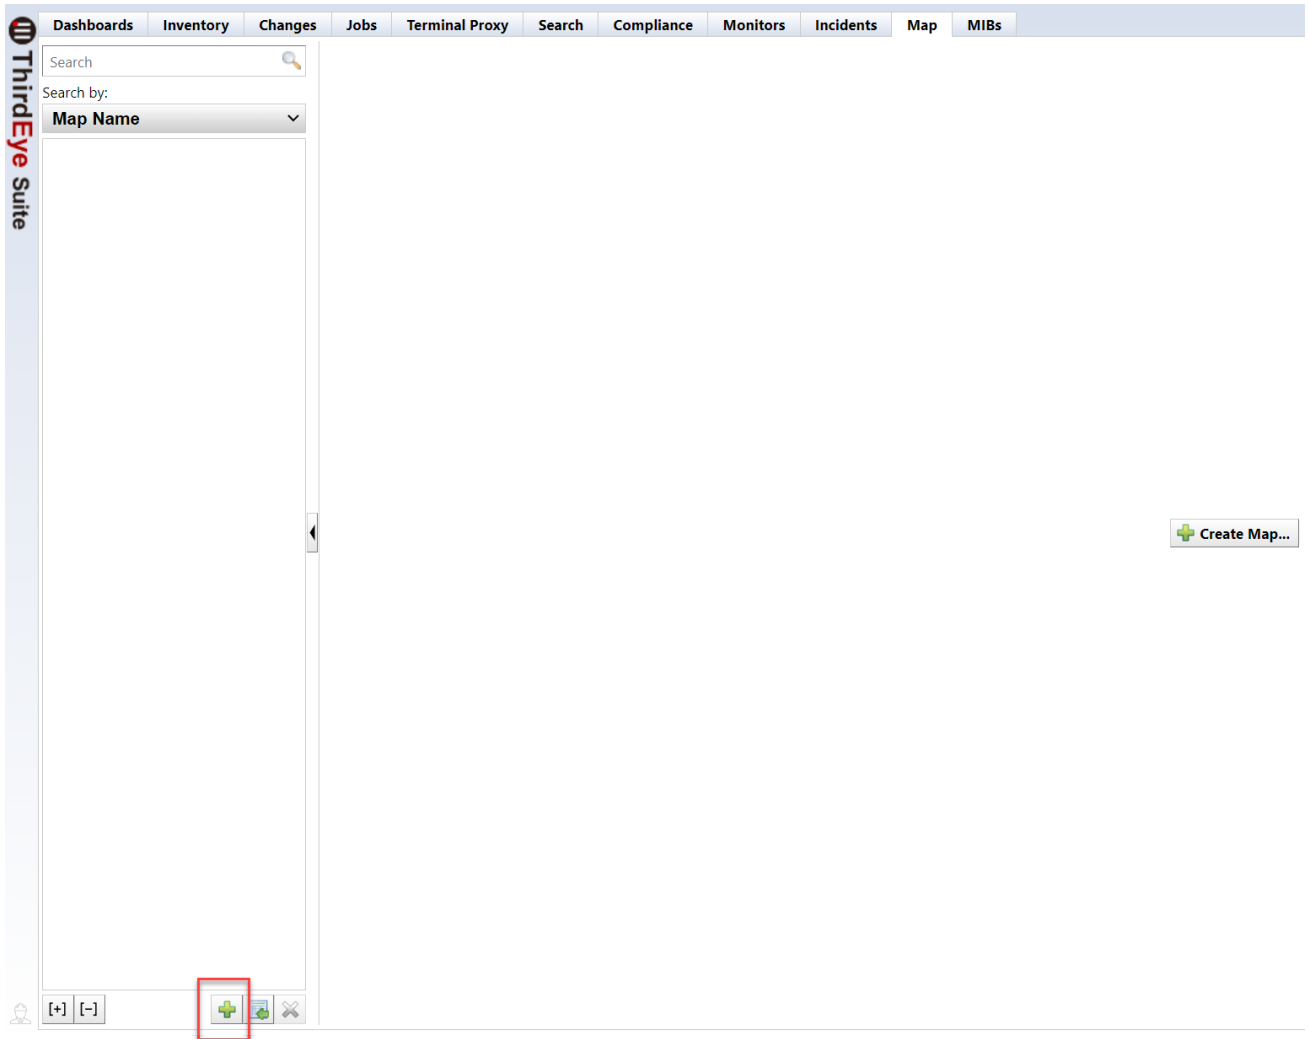 Dashboards Inventory Changes Jobs Terminal Proxy Search Compliance Monitors Incidents Map MIBs
ThirdEye Suite
Search
Search by:
Map Name
Create Map...
[+] [-]